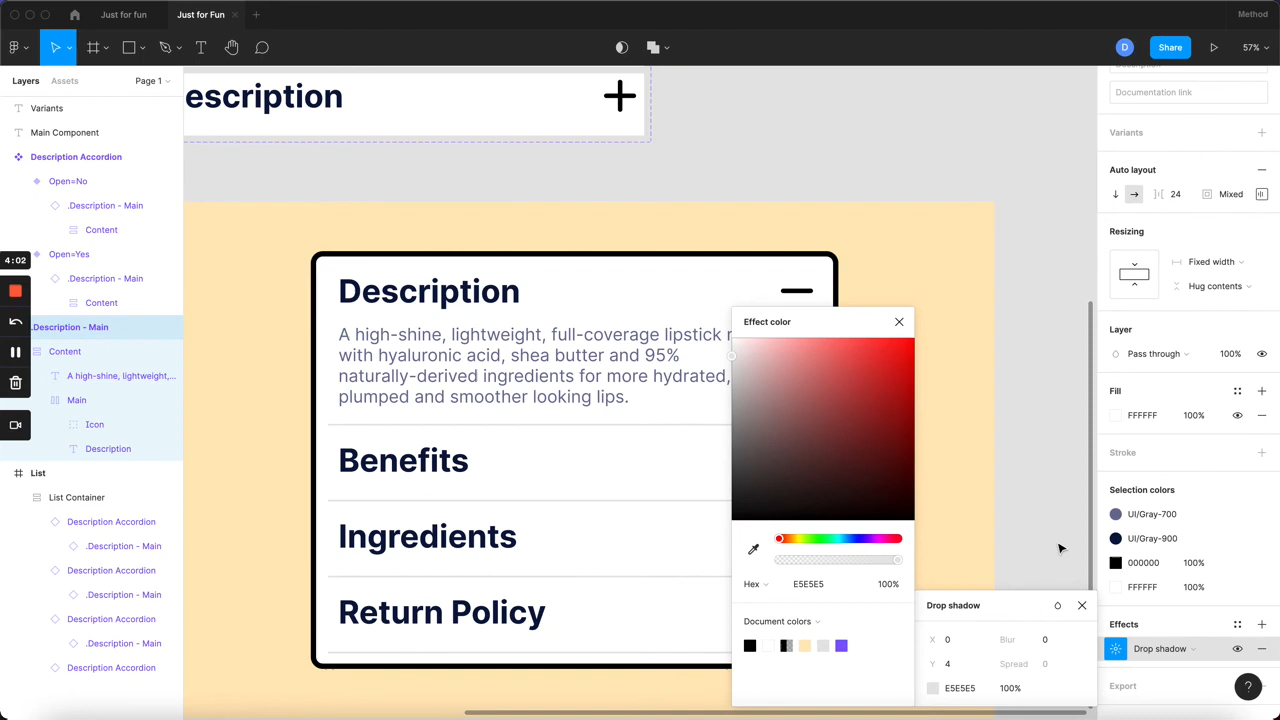 Just for fun
Just for Fun
Method
D
Share
57%
Layers
Assets
Page 1
Variants
Main Component
Description Accordion
Open=No
.Description - Main
Content
Open=Yes
.Description - Main
Content
.Description - Main
Content
A high-shine, lightweight,...
Main
Icon
Description
List
List Container
Description Accordion
.Description - Main
Description Accordion
.Description - Main
Description Accordion
.Description - Main
Description Accordion
4:02
escription
Description
A high-shine, lightweight, full-coverage lipstick
with hyaluronic acid, shea butter and 95%
naturally-derived ingredients for more hydrated,
plumped and smoother looking lips.
Benefits
Ingredients
Return Policy
Effect color
Hex
E5E5E5
100%
Document colors
Drop shadow
X
0
Blur
0
Y
4
Spread
0
E5E5E5
100%
Documentation link
Variants
Auto layout
24
Mixed
Resizing
Fixed width
Hug contents
Layer
Pass through
100%
Fill
FFFFFF
100%
Stroke
Selection colors
UI/Gray-700
UI/Gray-900
000000
100%
FFFFFF
100%
Effects
Drop shadow
Export
?